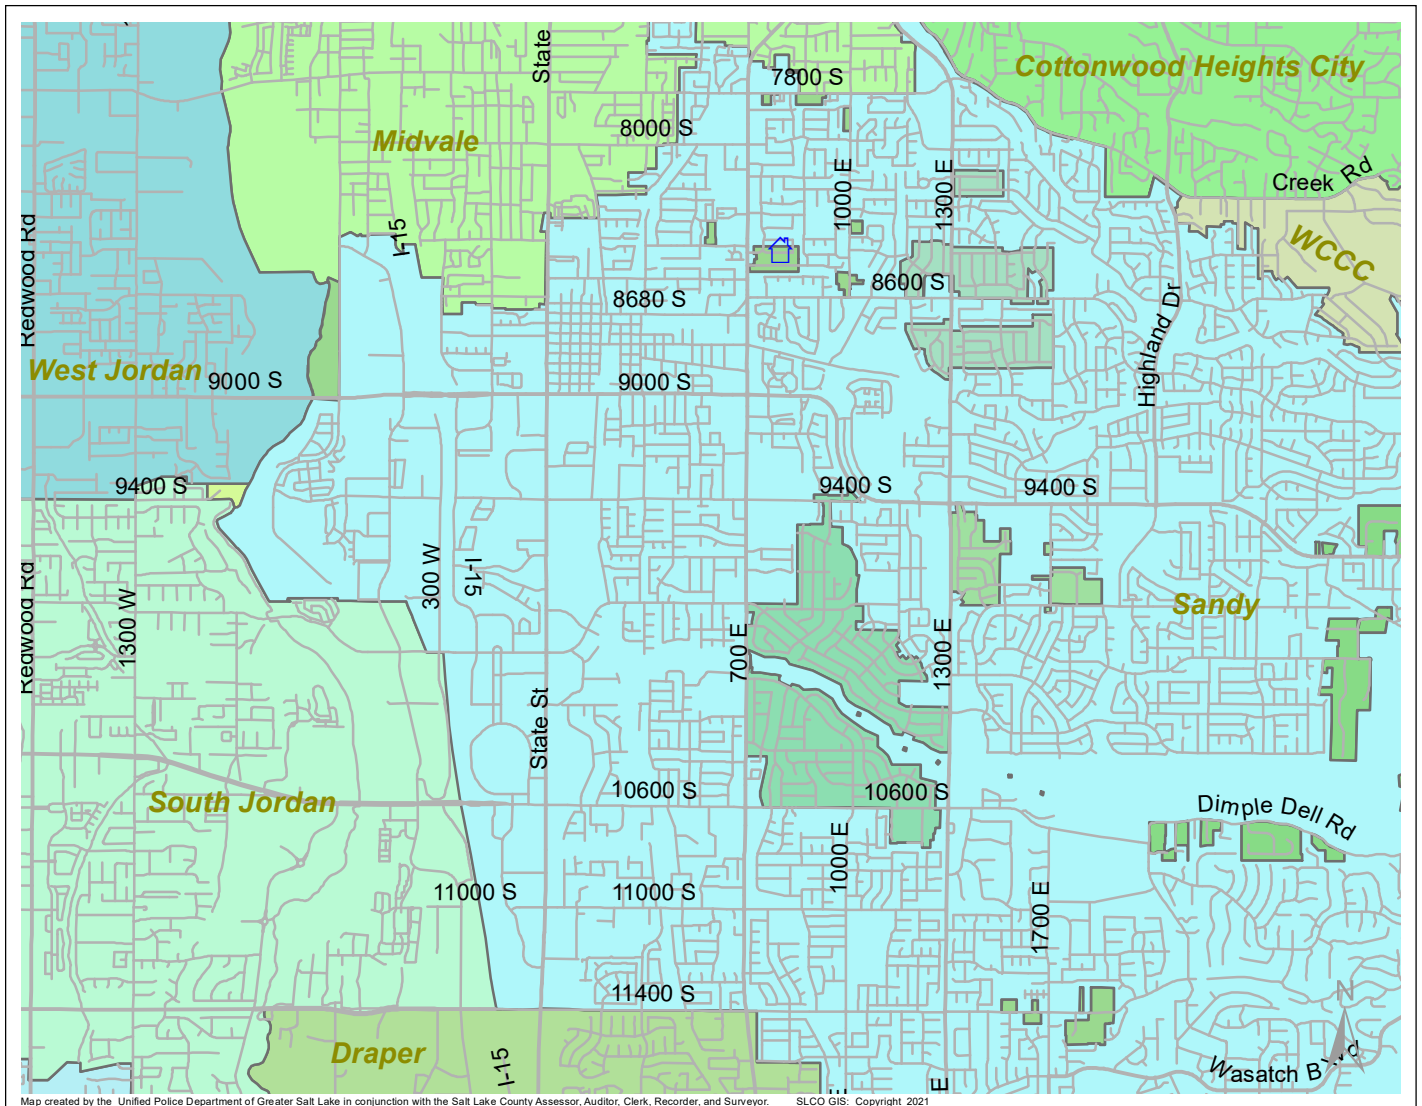 State
7800 S
Cottonwood Heights City
8000 S
Midvale
1000 E
1300 E
Creek Rd
Redwood Rd
I-15
WCCC
8600 S
8680 S
Highland Dr
West Jordan
9000 S
9000 S
9400 S
9400 S
9400 S
300 W
I-15
Redwood Rd
1300 W
Sandy
700 E
1300 E
State St
10600 S
10600 S
South Jordan
Dimple Dell Rd
1000 E
11000 S
11000 S
1700 E
11400 S
N
Draper
I-15
E
E
Wasatch Blvd
Map created by the Unified Police Department of Greater Salt Lake in conjunction with the Salt Lake County Assessor, Auditor, Clerk, Recorder, and Surveyor. SLCO GIS: Copyright 2021